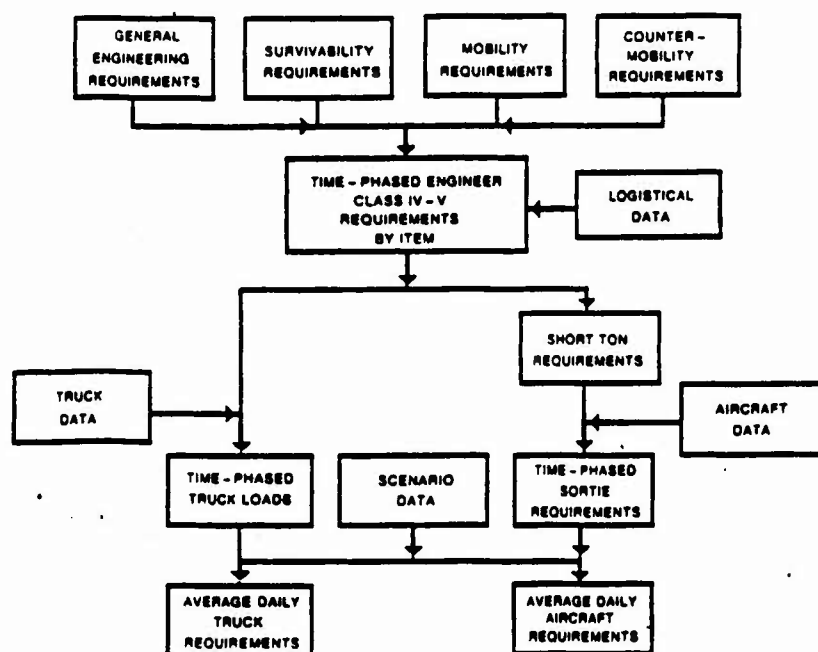 GENERAL
ENGINEERING
REQUIREMENTS
SURVIVABILITY
REQUIREMENTS
MOBILITY
REQUIREMENTS
COUNTER-
MOBILITY
REQUIREMENTS
TIME-PHASED ENGINEER
CLASS IV-V
REQUIREMENTS
BY ITEM
LOGISTICAL
DATA
SHORT TON
REQUIREMENTS
TRUCK
DATA
AIRCRAFT
DATA
TIME-PHASED
TRUCK LOADS
SCENARIO
DATA
TIME-PHASED
SORTIE
REQUIREMENTS
AVERAGE DAILY
TRUCK
REQUIREMENTS
AVERAGE DAILY
AIRCRAFT
REQUIREMENTS